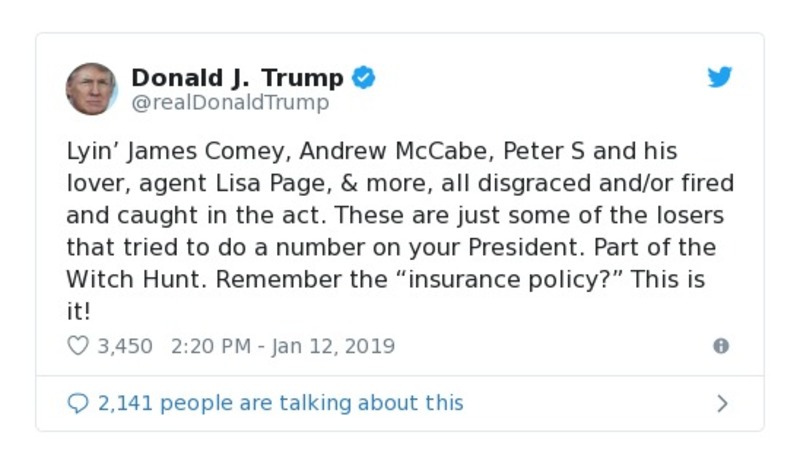 Donald J. Trump
@realDonaldTrump
Lyin’ James Comey, Andrew McCabe, Peter S and his
lover, agent Lisa Page, & more, all disgraced and/or fired
and caught in the act. These are just some of the losers
that tried to do a number on your President. Part of the
Witch Hunt. Remember the “insurance policy?” This is
it!
3,450 2:20 PM - Jan 12, 2019
2,141 people are talking about this